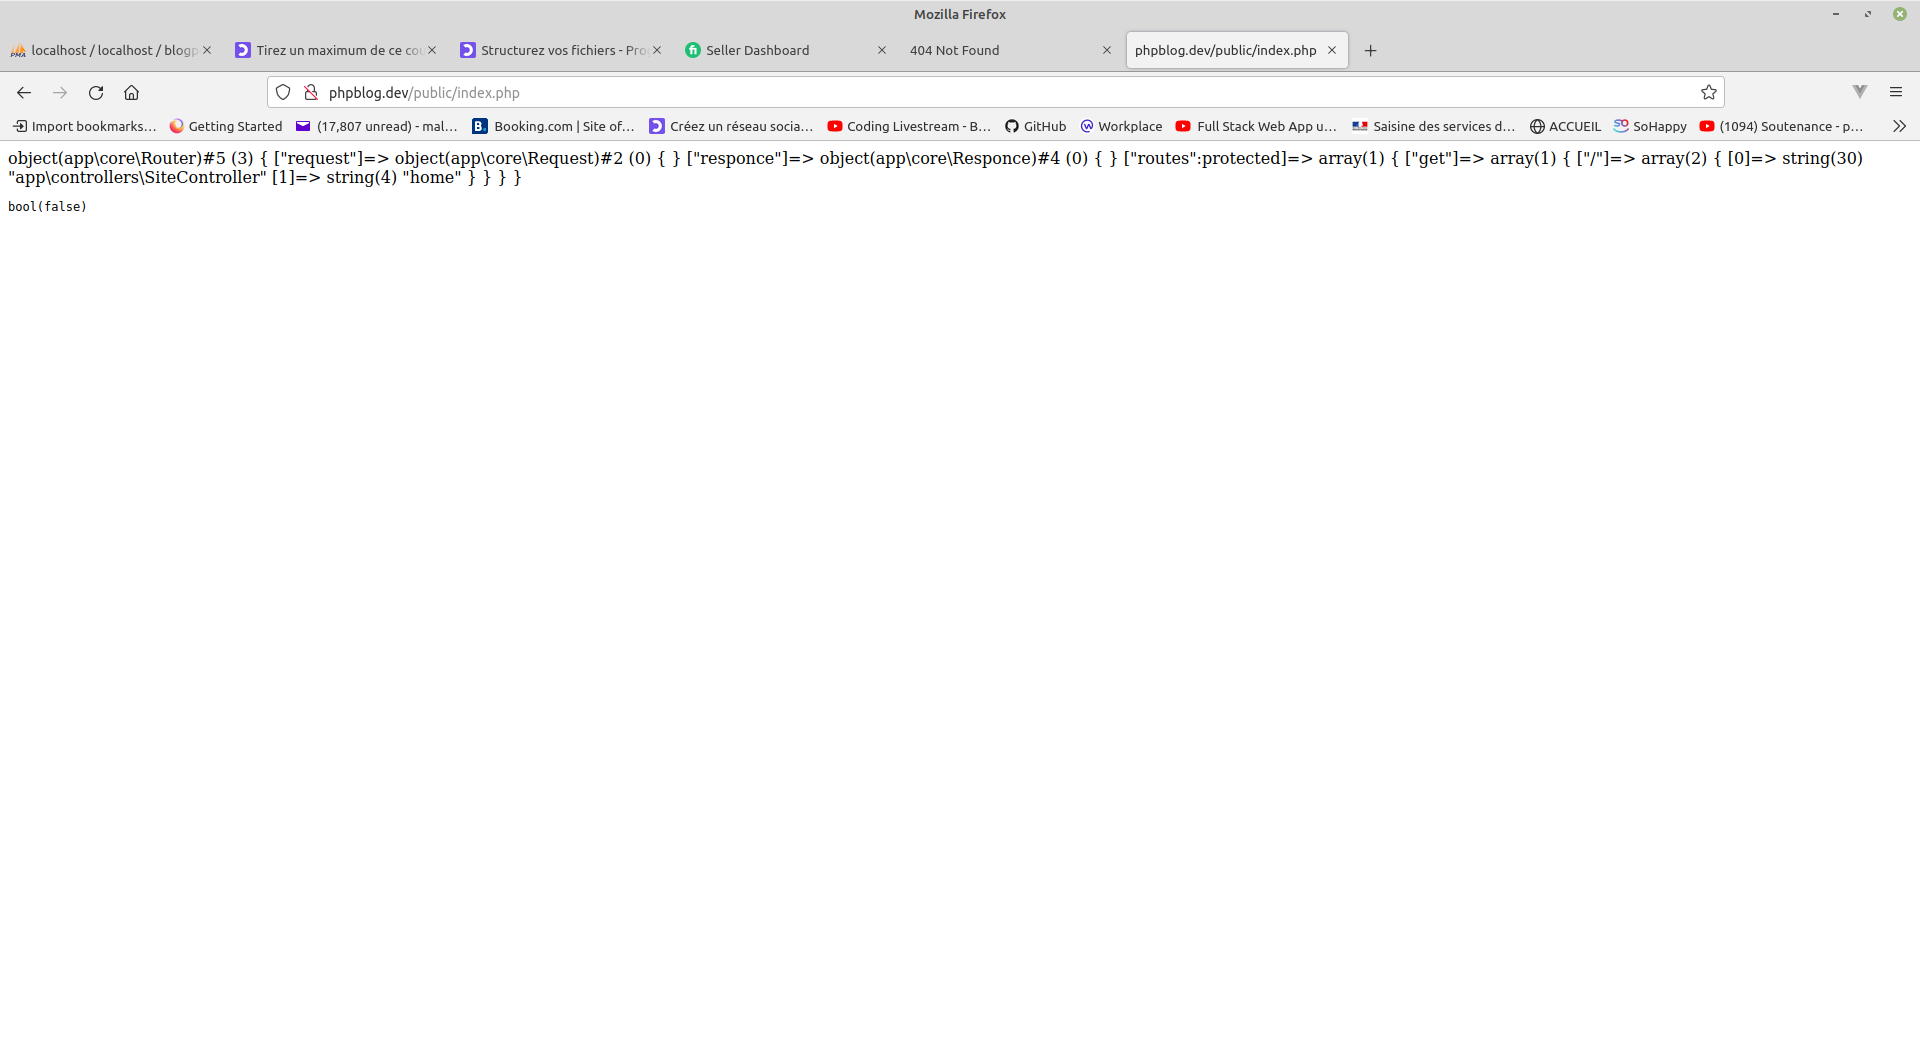 Mozilla Firefox
localhost / localhost / blogp
Tirez un maximum de ce cou
Structurez vos fichiers - Pro
Seller Dashboard
404 Not Found
phpblog.dev/public/index.php
phpblog.dev/public/index.php
Import bookmarks...
Getting Started
(17,807 unread) - mal...
Booking.com | Site of...
Créez un réseau socia...
Coding Livestream - B...
GitHub
Workplace
Full Stack Web App u...
Saisine des services d...
ACCUEIL
SoHappy
(1094) Soutenance - p...
object(app\core\Router)#5 (3) { ["request"]=> object(app\core\Request)#2 (0) { } ["responce"]=> object(app\core\Responce)#4 (0) { } ["routes":protected]=> array(1) { ["get"]=> array(1) { ["/"]=> array(2) { [0]=> string(30)
"app\controllers\SiteController" [1]=> string(4) "home" } } } }
bool(false)